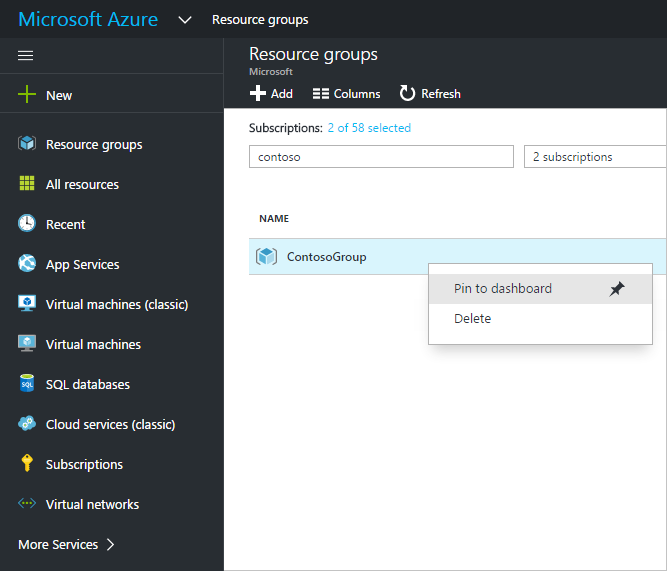 Microsoft Azure Resource groups
New
Resource groups
All resources
Recent
App Services
Virtual machines (classic)
Virtual machines
SQL databases
Cloud services (classic)
Subscriptions
Virtual networks
More Services
Resource groups
Microsoft
Add Columns Refresh
Subscriptions: 2 of 58 selected
contoso 2 subscriptions
NAME
ContosoGroup
Pin to dashboard
Delete